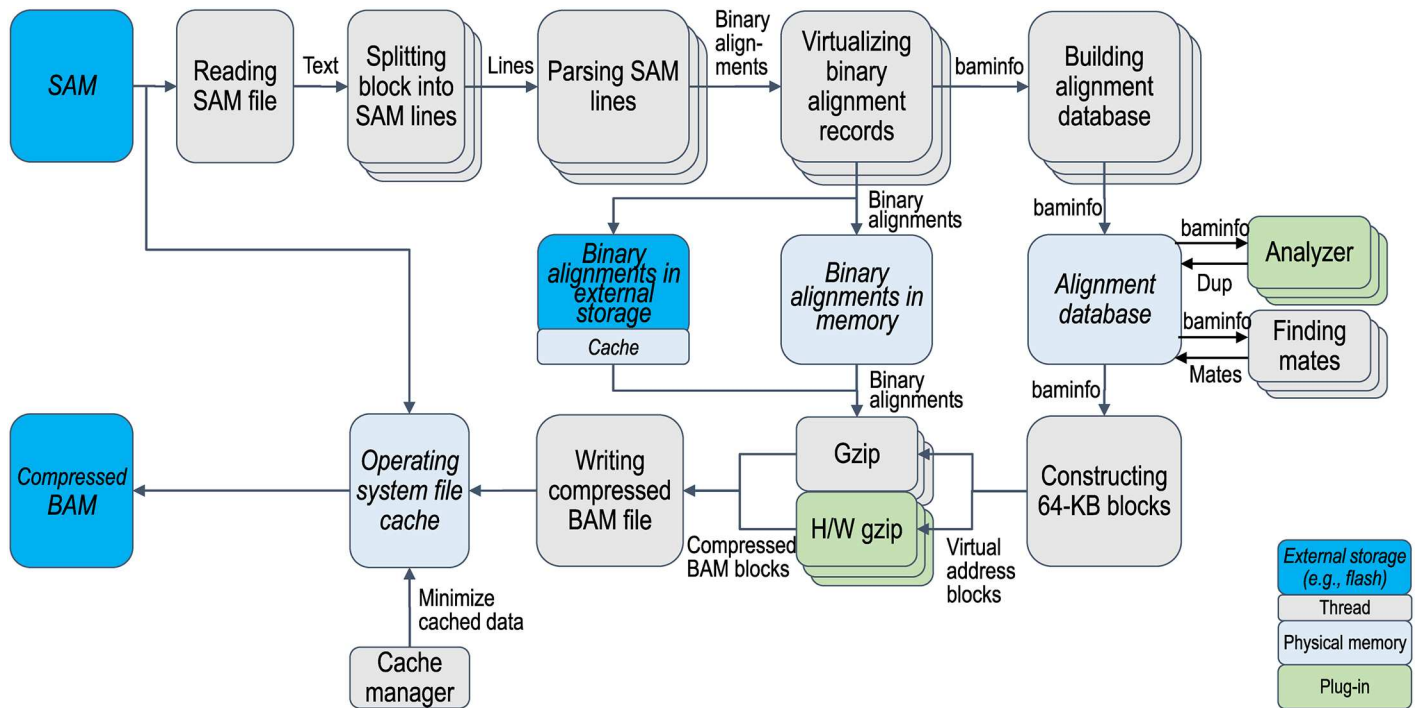 SAM
Reading
SAM file
Text
Splitting
block into
SAM lines
Lines
Parsing SAM
lines
Binary
align-
ments
Virtualizing
binary
alignment
records
baminfo
Building
alignment
database
Binary
alignments
baminfo
Binary
alignments in
external
storage
Cache
Binary
alignments in
memory
Alignment
database
baminfo
Analyzer
Dup
baminfo
Finding
mates
Mates
Binary
alignments
baminfo
Compressed
BAM
Operating
system file
cache
Writing
compressed
BAM file
Gzip
H/W gzip
Compressed
BAM blocks
Virtual
address
blocks
Constructing
64-KB blocks
Minimize
cached data
Cache
manager
External storage
(e.g., flash)
Thread
Physical memory
Plug-in